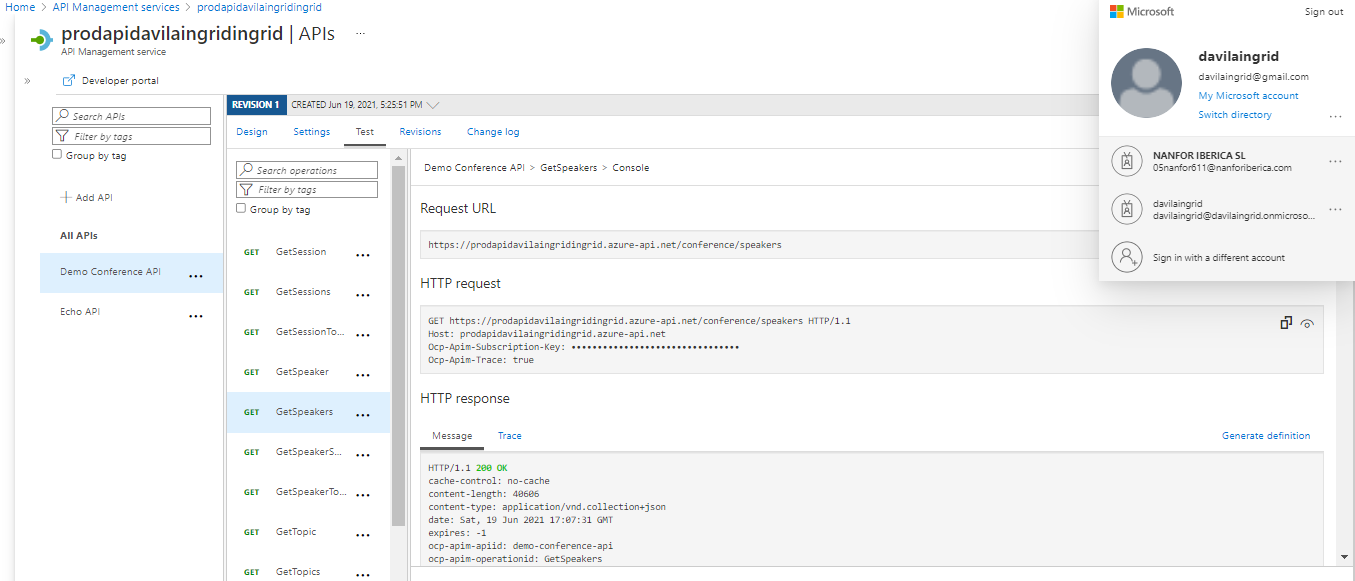 Home > API Management services > prodapidavilaingridingrid
prodapidavilaingridingrid | APIs ...
API Management service
Developer portal
Search APIs
Filter by tags
Group by tag
Add API
All APIs
Demo Conference API ...
Echo API ...
REVISION 1 CREATED Jun 19, 2021, 5:25:51 PM
Design Settings Test Revisions Change log
Search operations
Filter by tags
Group by tag
GET GetSession ...
GET GetSessions ...
GET GetSessionTo... ...
GET GetSpeaker ...
GET GetSpeakers ...
GET GetSpeakerS... ...
GET GetSpeakerTo... ...
GET GetTopic ...
GET GetTopics ...
Demo Conference API > GetSpeakers > Console
Request URL
https://prodapidavilaingridingrid.azure-api.net/conference/speakers
HTTP request
GET https://prodapidavilaingridingrid.azure-api.net/conference/speakers HTTP/1.1
Host: prodapidavilaingridingrid.azure-api.net
Ocp-Apim-Subscription-Key: ••••••••••••••••••••••••••••••••
Ocp-Apim-Trace: true
HTTP response
Message Trace Generate definition
HTTP/1.1 200 OK
cache-control: no-cache
content-length: 40606
content-type: application/vnd.collection+json
date: Sat, 19 Jun 2021 17:07:31 GMT
expires: -1
ocp-apim-apiid: demo-conference-api
ocp-apim-operationid: GetSpeakers
Microsoft Sign out
davilaingrid
davilaingrid@gmail.com
My Microsoft account
Switch directory ...
NANFOR IBERICA SL ...
05nanfor611@nanforiberica.com
davilaingrid ...
davilaingrid@davilaingrid.onmicroso...
Sign in with a different account